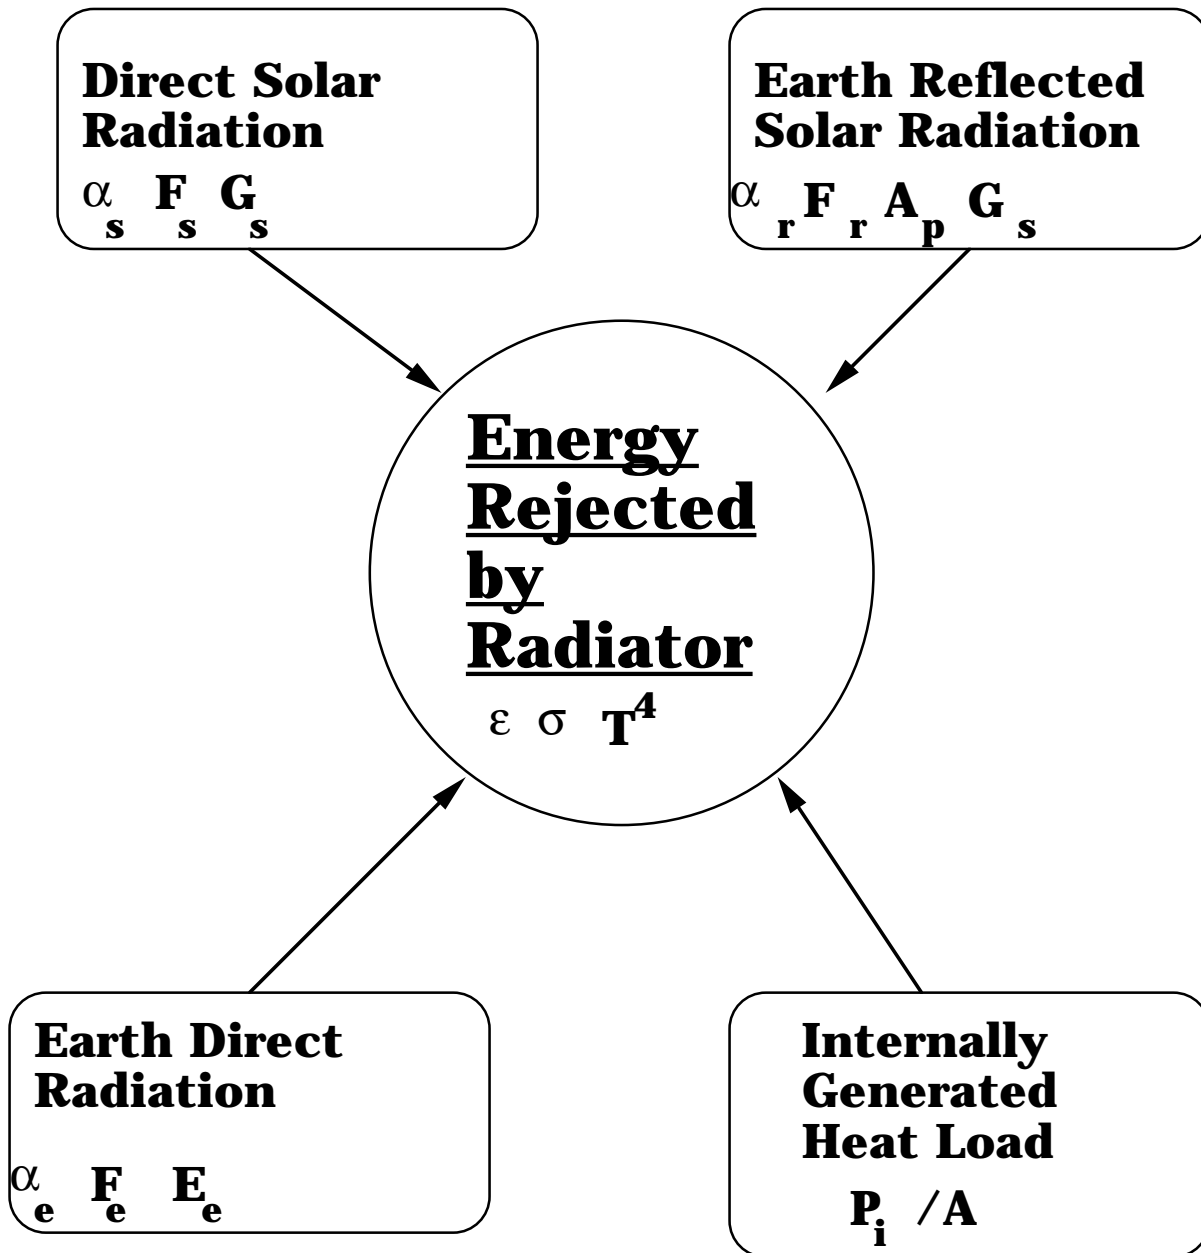 Direct Solar
Radiation
αₛ Fₛ Gₛ
Earth Reflected
Solar Radiation
αᵣ Fᵣ Aₚ Gₛ
Energy
Rejected
by
Radiator
ε σ T⁴
Earth Direct
Radiation
αₑ Fₑ Eₑ
Internally
Generated
Heat Load
Pᵢ /A